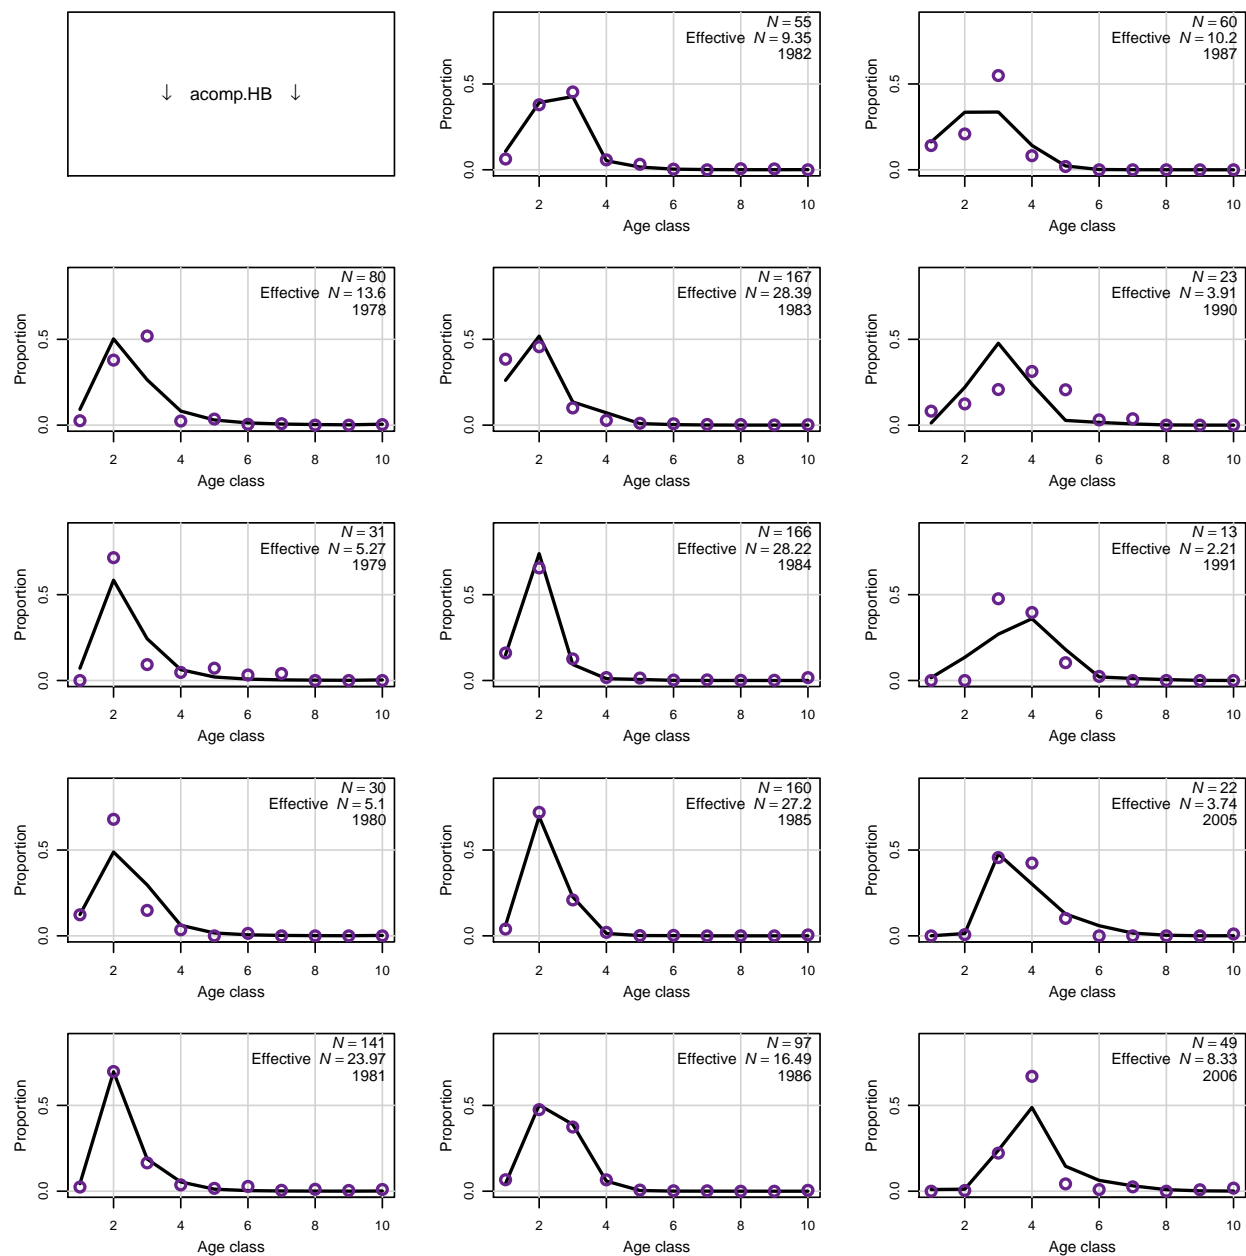 ↓ acomp.HB ↓
N = 55
Effective N = 9.35
1982
Proportion
0.0
0.5
2 4 6 8 10
Age class
N = 60
Effective N = 10.2
1987
Proportion
0.0
0.5
2 4 6 8 10
Age class
N = 80
Effective N = 13.6
1978
Proportion
0.0
0.5
2 4 6 8 10
Age class
N = 167
Effective N = 28.39
1983
Proportion
0.0
0.5
2 4 6 8 10
Age class
N = 23
Effective N = 3.91
1990
Proportion
0.0
0.5
2 4 6 8 10
Age class
N = 31
Effective N = 5.27
1979
Proportion
0.0
0.5
2 4 6 8 10
Age class
N = 166
Effective N = 28.22
1984
Proportion
0.0
0.5
2 4 6 8 10
Age class
N = 13
Effective N = 2.21
1991
Proportion
0.0
0.5
2 4 6 8 10
Age class
N = 30
Effective N = 5.1
1980
Proportion
0.0
0.5
2 4 6 8 10
Age class
N = 160
Effective N = 27.2
1985
Proportion
0.0
0.5
2 4 6 8 10
Age class
N = 22
Effective N = 3.74
2005
Proportion
0.0
0.5
2 4 6 8 10
Age class
N = 141
Effective N = 23.97
1981
Proportion
0.0
0.5
2 4 6 8 10
Age class
N = 97
Effective N = 16.49
1986
Proportion
0.0
0.5
2 4 6 8 10
Age class
N = 49
Effective N = 8.33
2006
Proportion
0.0
0.5
2 4 6 8 10
Age class